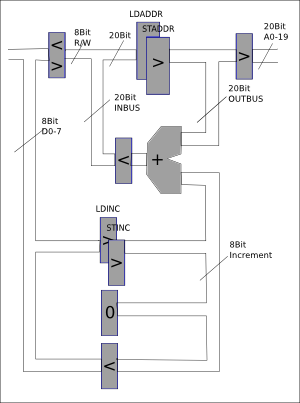 LDADDR
STADDR
8Bit
R/W
20Bit
20Bit
A0-19
<
>
>
>
20Bit
INBUS
20Bit
OUTBUS
8Bit
D0-7
<
+
LDINC
STINC
>
>
8Bit
Increment
0
<